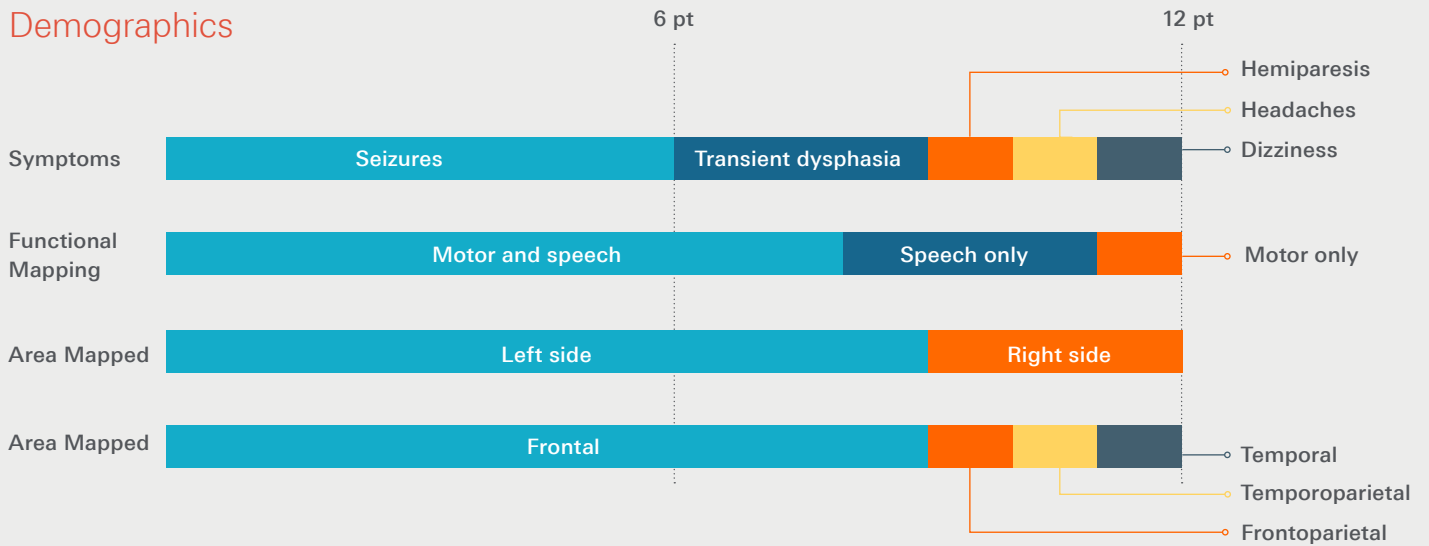 Demographics
6 pt
12 pt
Hemiparesis
Headaches
Dizziness
Symptoms
Seizures
Transient dysphasia
Functional
Mapping
Motor and speech
Speech only
Motor only
Area Mapped
Left side
Right side
Area Mapped
Frontal
Temporal
Temporoparietal
Frontoparietal